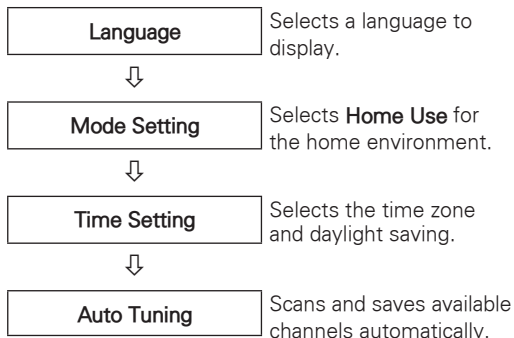 Language
Selects a language to
display.
Mode Setting
Selects Home Use for
the home environment.
Time Setting
Selects the time zone
and daylight saving.
Auto Tuning
Scans and saves available
channels automatically.